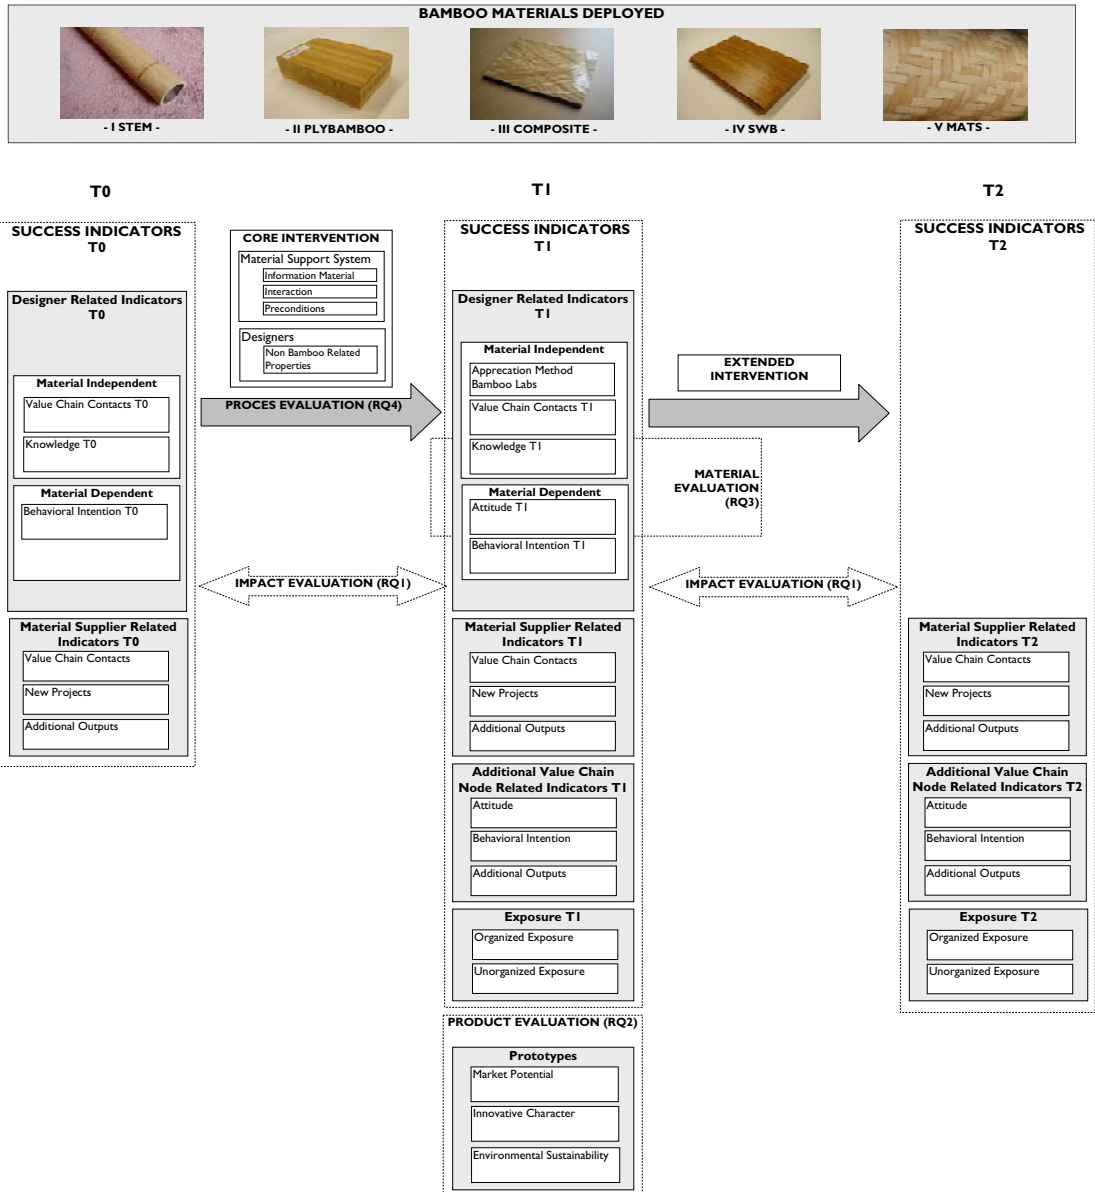 BAMBOO MATERIALS DEPLOYED
- I STEM -
- II PLYBAMBOO -
- III COMPOSITE -
- IV SWB -
- V MATS -
T0
T1
T2
SUCCESS INDICATORS
T0
Designer Related Indicators
T0
Material Independent
Value Chain Contacts T0
Knowledge T0
Material Dependent
Behavioral Intention T0
Material Supplier Related
Indicators T0
Value Chain Contacts
New Projects
Additional Outputs
CORE INTERVENTION
Material Support System
Information Material
Interaction
Preconditions
Designers
Non Bamboo Related
Properties
PROCES EVALUATION (RQ4)
IMPACT EVALUATION (RQ1)
SUCCESS INDICATORS
T1
Designer Related Indicators
T1
Material Independent
Apprecation Method
Bamboo Labs
Value Chain Contacts T1
Knowledge T1
Material Dependent
Attitude T1
Behavioral Intention T1
Material Supplier Related
Indicators T1
Value Chain Contacts
New Projects
Additional Outputs
Additional Value Chain
Node Related Indicators T1
Attitude
Behavioral Intention
Additional Outputs
Exposure T1
Organized Exposure
Unorganized Exposure
PRODUCT EVALUATION (RQ2)
Prototypes
Market Potential
Innovative Character
Environmental Sustainability
EXTENDED
INTERVENTION
MATERIAL
EVALUATION
(RQ3)
IMPACT EVALUATION (RQ1)
SUCCESS INDICATORS
T2
Material Supplier Related
Indicators T2
Value Chain Contacts
New Projects
Additional Outputs
Additional Value Chain
Node Related Indicators T2
Attitude
Behavioral Intention
Additional Outputs
Exposure T2
Organized Exposure
Unorganized Exposure